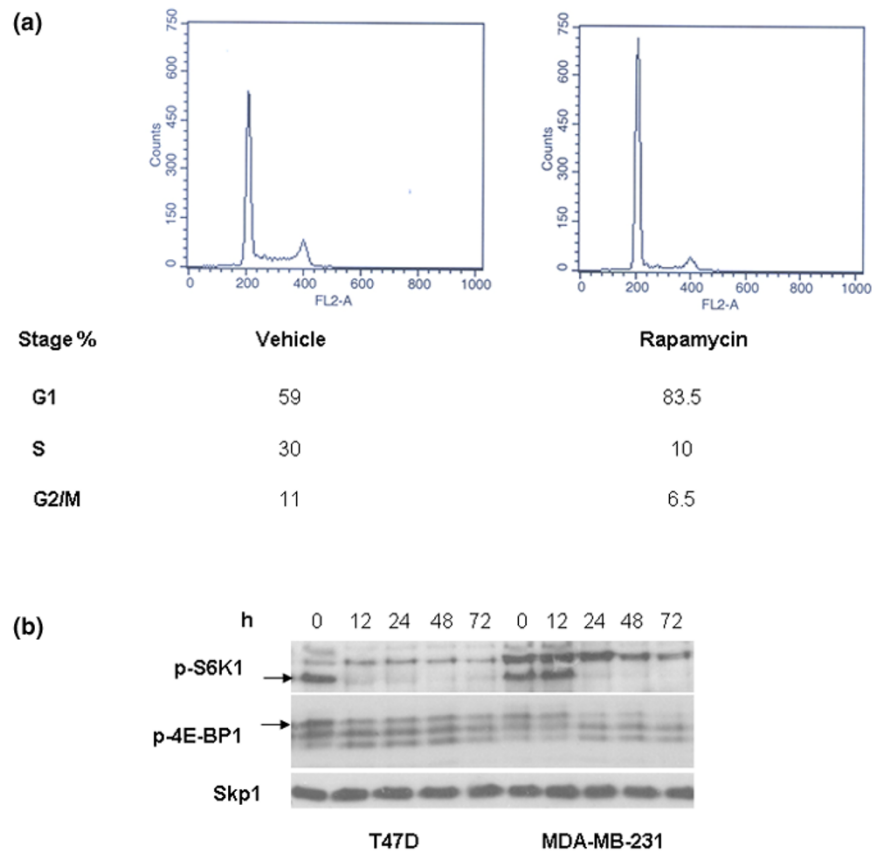 (a)
750
600
450
300
150
0
Counts
0 200 400 600 800 1000
FL2-A
750
600
450
300
150
0
Counts
0 200 400 600 800 1000
FL2-A
Stage % Vehicle Rapamycin
G1 59 83.5
S 30 10
G2/M 11 6.5
(b)
h 0 12 24 48 72 0 12 24 48 72
p-S6K1
p-4E-BP1
Skp1
T47D MDA-MB-231